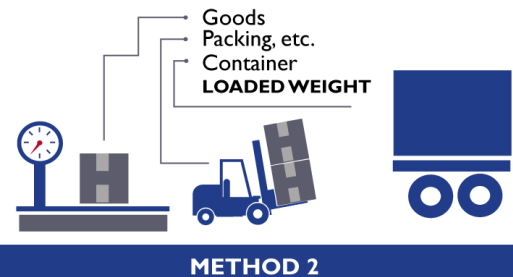 Goods
Packing, etc.
Container
LOADED WEIGHT
METHOD 2